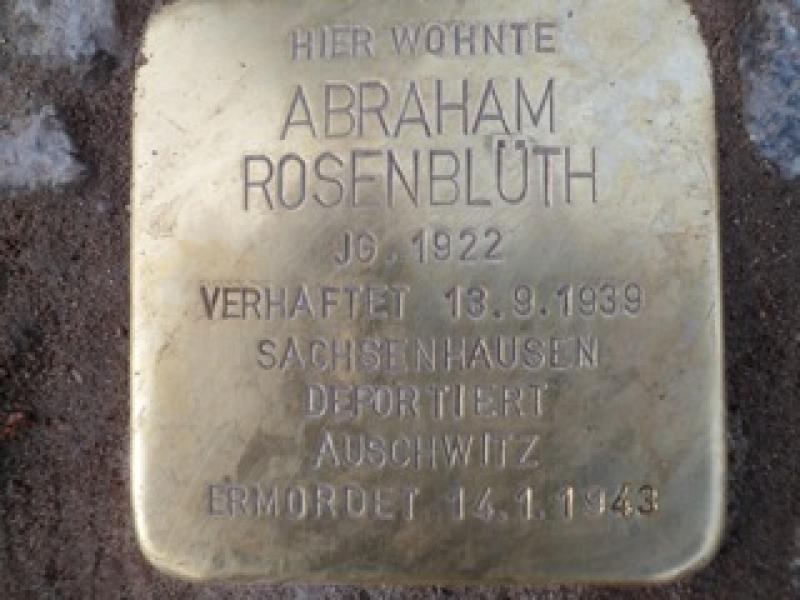 HIER WOHNTE
ABRAHAM
ROSENBLÜTH
JG. 1922
VERHAFTET 13.9.1939
SACHSENHAUSEN
DEPORTIERT
AUSCHWITZ
ERMORDET 14.1.1943